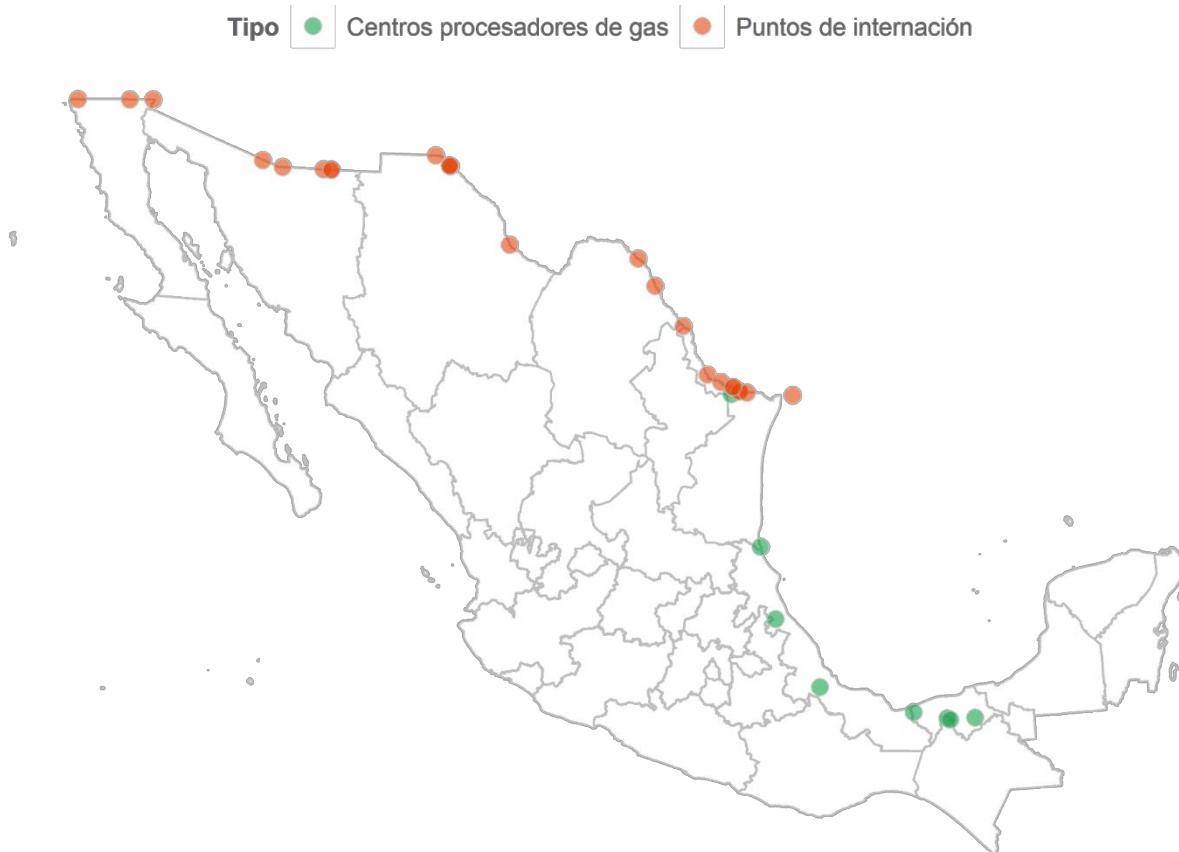 Tipo Centros procesadores de gas Puntos de internación